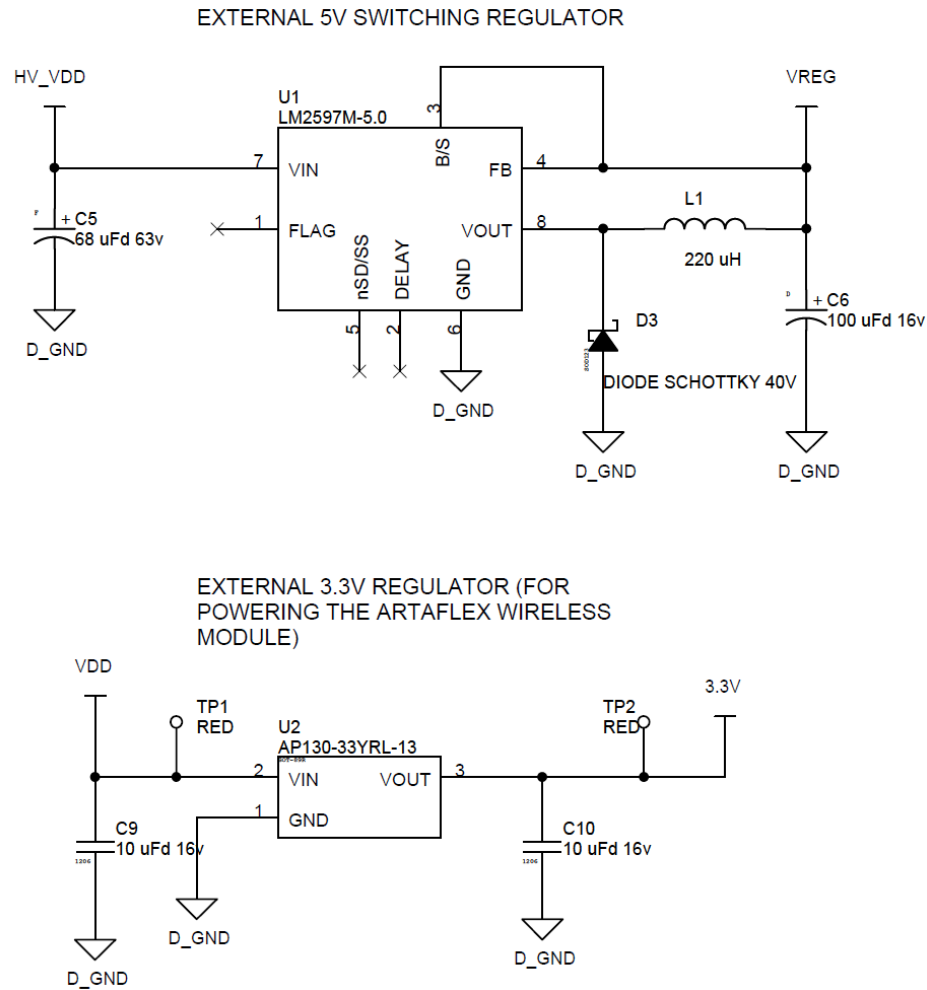 EXTERNAL 5V SWITCHING REGULATOR
HV_VDD
VREG
U1
LM2597M-5.0
3
B/S
7
VIN
FB
4
L1
+ C5
68 uFd 63v
1
FLAG
VOUT
8
220 uH
nSD/SS
DELAY
GND
D
+ C6
100 uFd 16v
D3
5
2
6
D_GND
DIODE SCHOTTKY 40V
D_GND
D_GND
D_GND
EXTERNAL 3.3V REGULATOR (FOR
POWERING THE ARTAFLEX WIRELESS
MODULE)
VDD
3.3V
TP1
RED
TP2
RED
U2
AP130-33YRL-13
2
VIN
VOUT
3
1
GND
C9
10 uFd 16v
1206
C10
10 uFd 16v
1206
D_GND
D_GND
D_GND